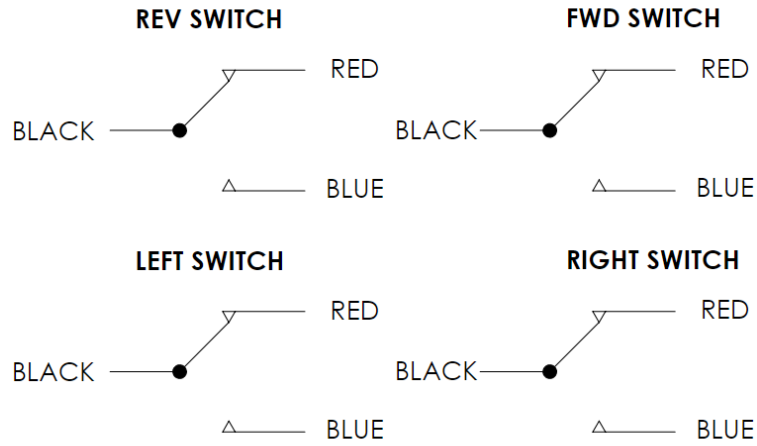 REV SWITCH
RED
BLACK
BLUE
FWD SWITCH
RED
BLACK
BLUE
LEFT SWITCH
RED
BLACK
BLUE
RIGHT SWITCH
RED
BLACK
BLUE